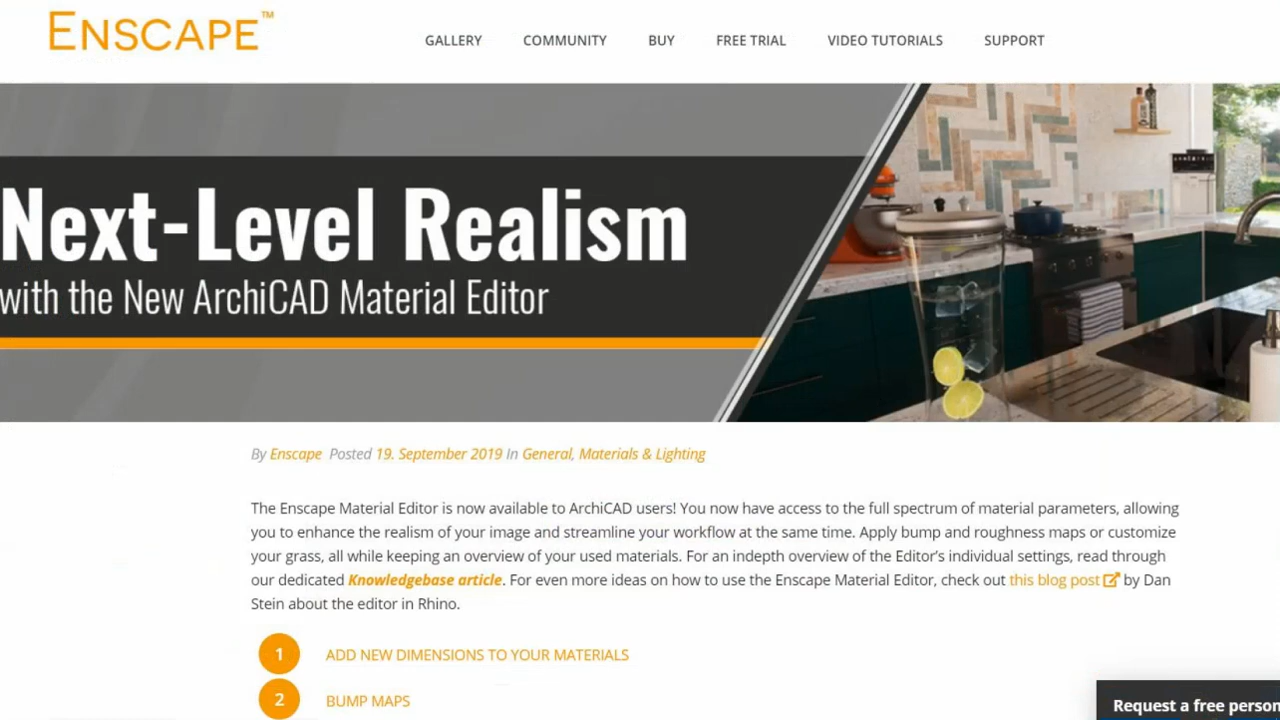 ENSCAPE™
GALLERY COMMUNITY BUY FREE TRIAL VIDEO TUTORIALS SUPPORT
Next-Level Realism
with the New ArchiCAD Material Editor
By Enscape Posted 19. September 2019 In General, Materials & Lighting
The Enscape Material Editor is now available to ArchiCAD users! You now have access to the full spectrum of material parameters, allowing
you to enhance the realism of your image and streamline your workflow at the same time. Apply bump and roughness maps or customize
your grass, all while keeping an overview of your used materials. For an indepth overview of the Editor's individual settings, read through
our dedicated Knowledgebase article. For even more ideas on how to use the Enscape Material Editor, check out this blog post by Dan
Stein about the editor in Rhino.
1 ADD NEW DIMENSIONS TO YOUR MATERIALS
2 BUMP MAPS
Request a free person